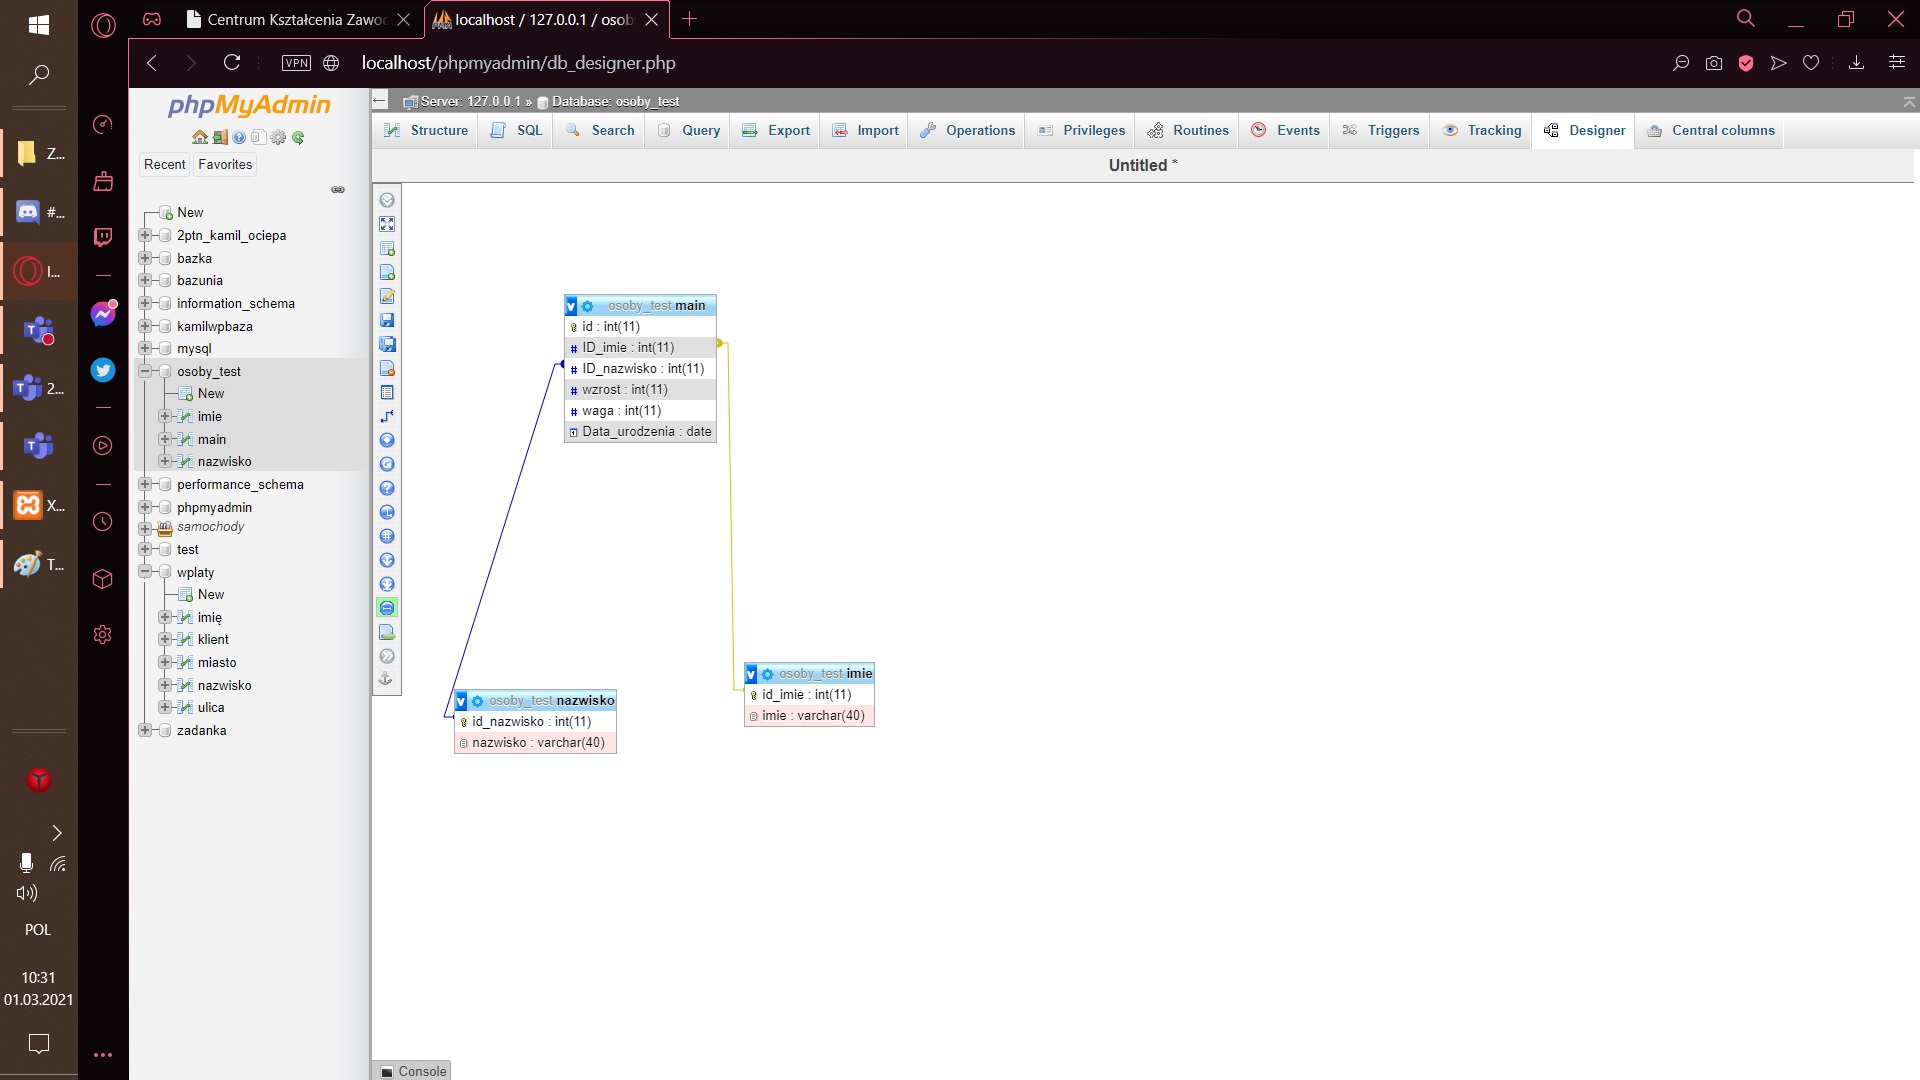 Centrum Kształcenia Zawo
localhost / 127.0.0.1 / osob
VPN
localhost/phpmyadmin/db_designer.php
phpMyAdmin
Recent
Favorites
New
2ptn_kamil_ociepa
bazka
bazunia
information_schema
kamilwpbaza
mysql
osoby_test
New
imie
main
nazwisko
performance_schema
phpmyadmin
samochody
test
wplaty
New
imię
klient
miasto
nazwisko
ulica
zadanka
Server: 127.0.0.1 » Database: osoby_test
Structure
SQL
Search
Query
Export
Import
Operations
Privileges
Routines
Events
Triggers
Tracking
Designer
Central columns
Untitled *
v osoby_test main
id : int(11)
# ID_imie : int(11)
# ID_nazwisko : int(11)
# wzrost : int(11)
# waga : int(11)
Data_urodzenia : date
v osoby_test nazwisko
id_nazwisko : int(11)
nazwisko : varchar(40)
v osoby_test imie
id_imie : int(11)
imie : varchar(40)
Console
Z...
#...
I...
2...
X...
T...
POL
10:31
01.03.2021